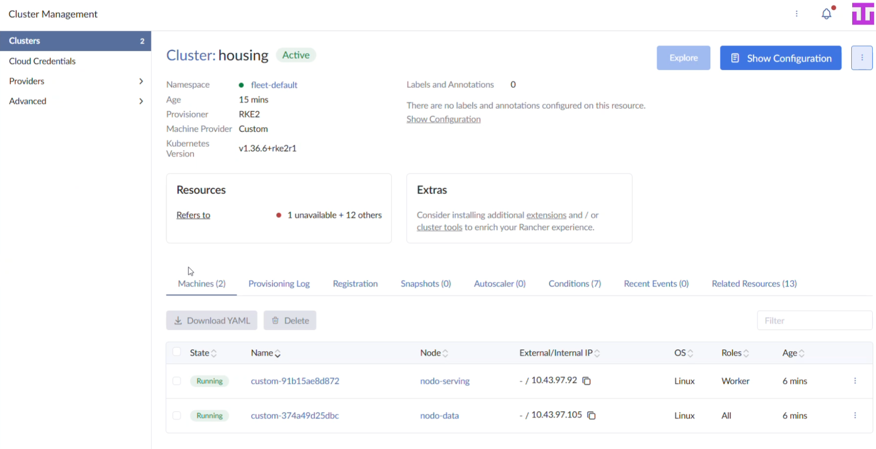 Cluster Management
Clusters 2
Cloud Credentials
Providers
Advanced
Cluster: housing Active
Explore
Show Configuration
Namespace fleet-default
Age 15 mins
Provisioner RKE2
Machine Provider Custom
Kubernetes Version v1.36.6+rke2r1
Labels and Annotations 0
There are no labels and annotations configured on this resource.
Show Configuration
Resources
Refers to 1 unavailable + 12 others
Extras
Consider installing additional extensions and / or
cluster tools to enrich your Rancher experience.
Machines (2) Provisioning Log Registration Snapshots (0) Autoscaler (0) Conditions (7) Recent Events (0) Related Resources (13)
Download YAML Delete Filter
State Name Node External/Internal IP OS Roles Age
Running custom-91b15ae8d872 nodo-serving - / 10.43.97.92 Linux Worker 6 mins
Running custom-374a49d25dbc nodo-data - / 10.43.97.105 Linux All 6 mins